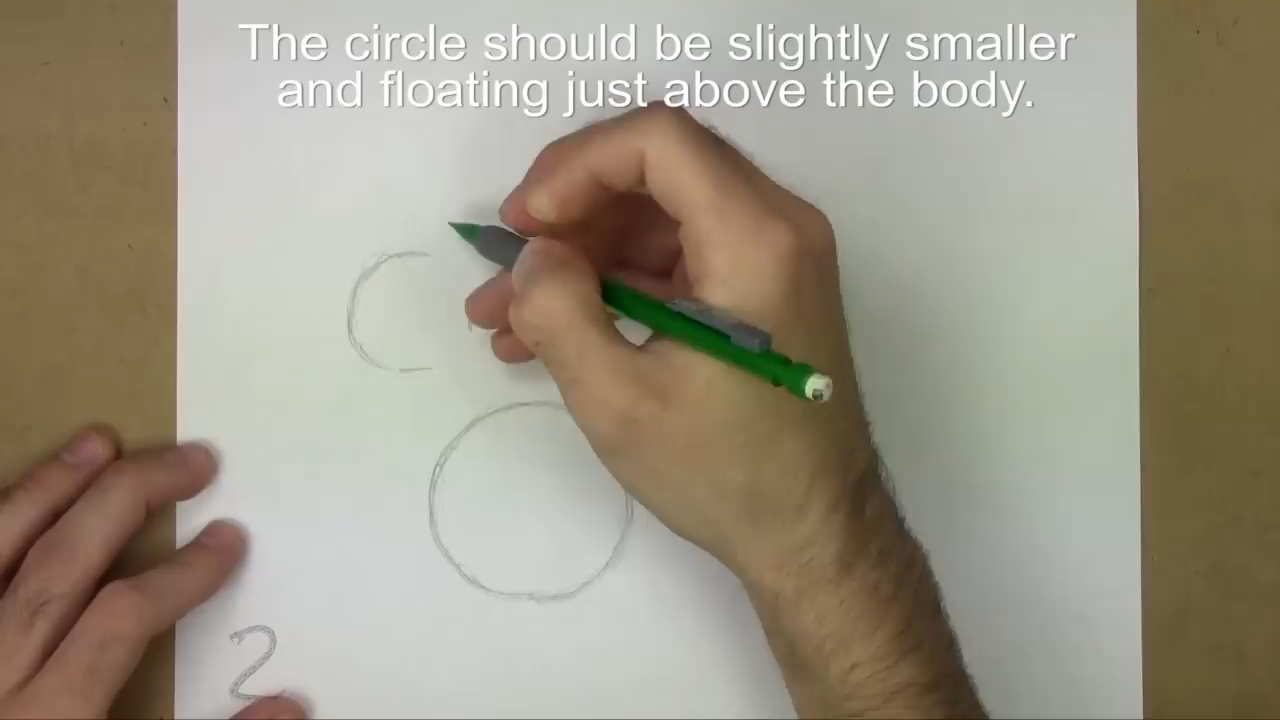 The circle should be slightly smaller
and floating just above the body.
2